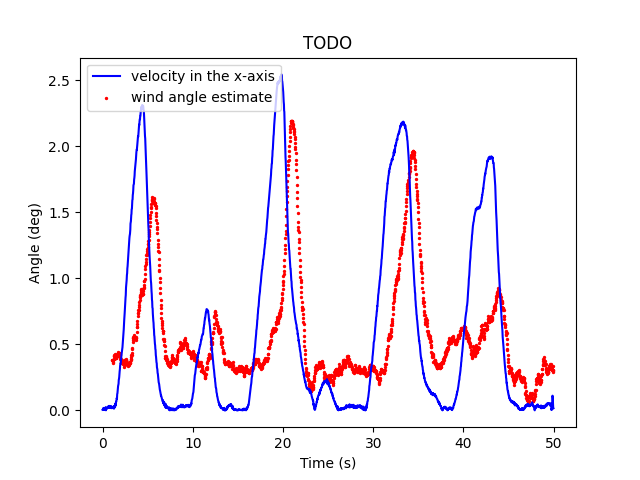 TODO
velocity in the x-axis
wind angle estimate
Angle (deg)
2.5
2.0
1.5
1.0
0.5
0.0
0 10 20 30 40 50
Time (s)